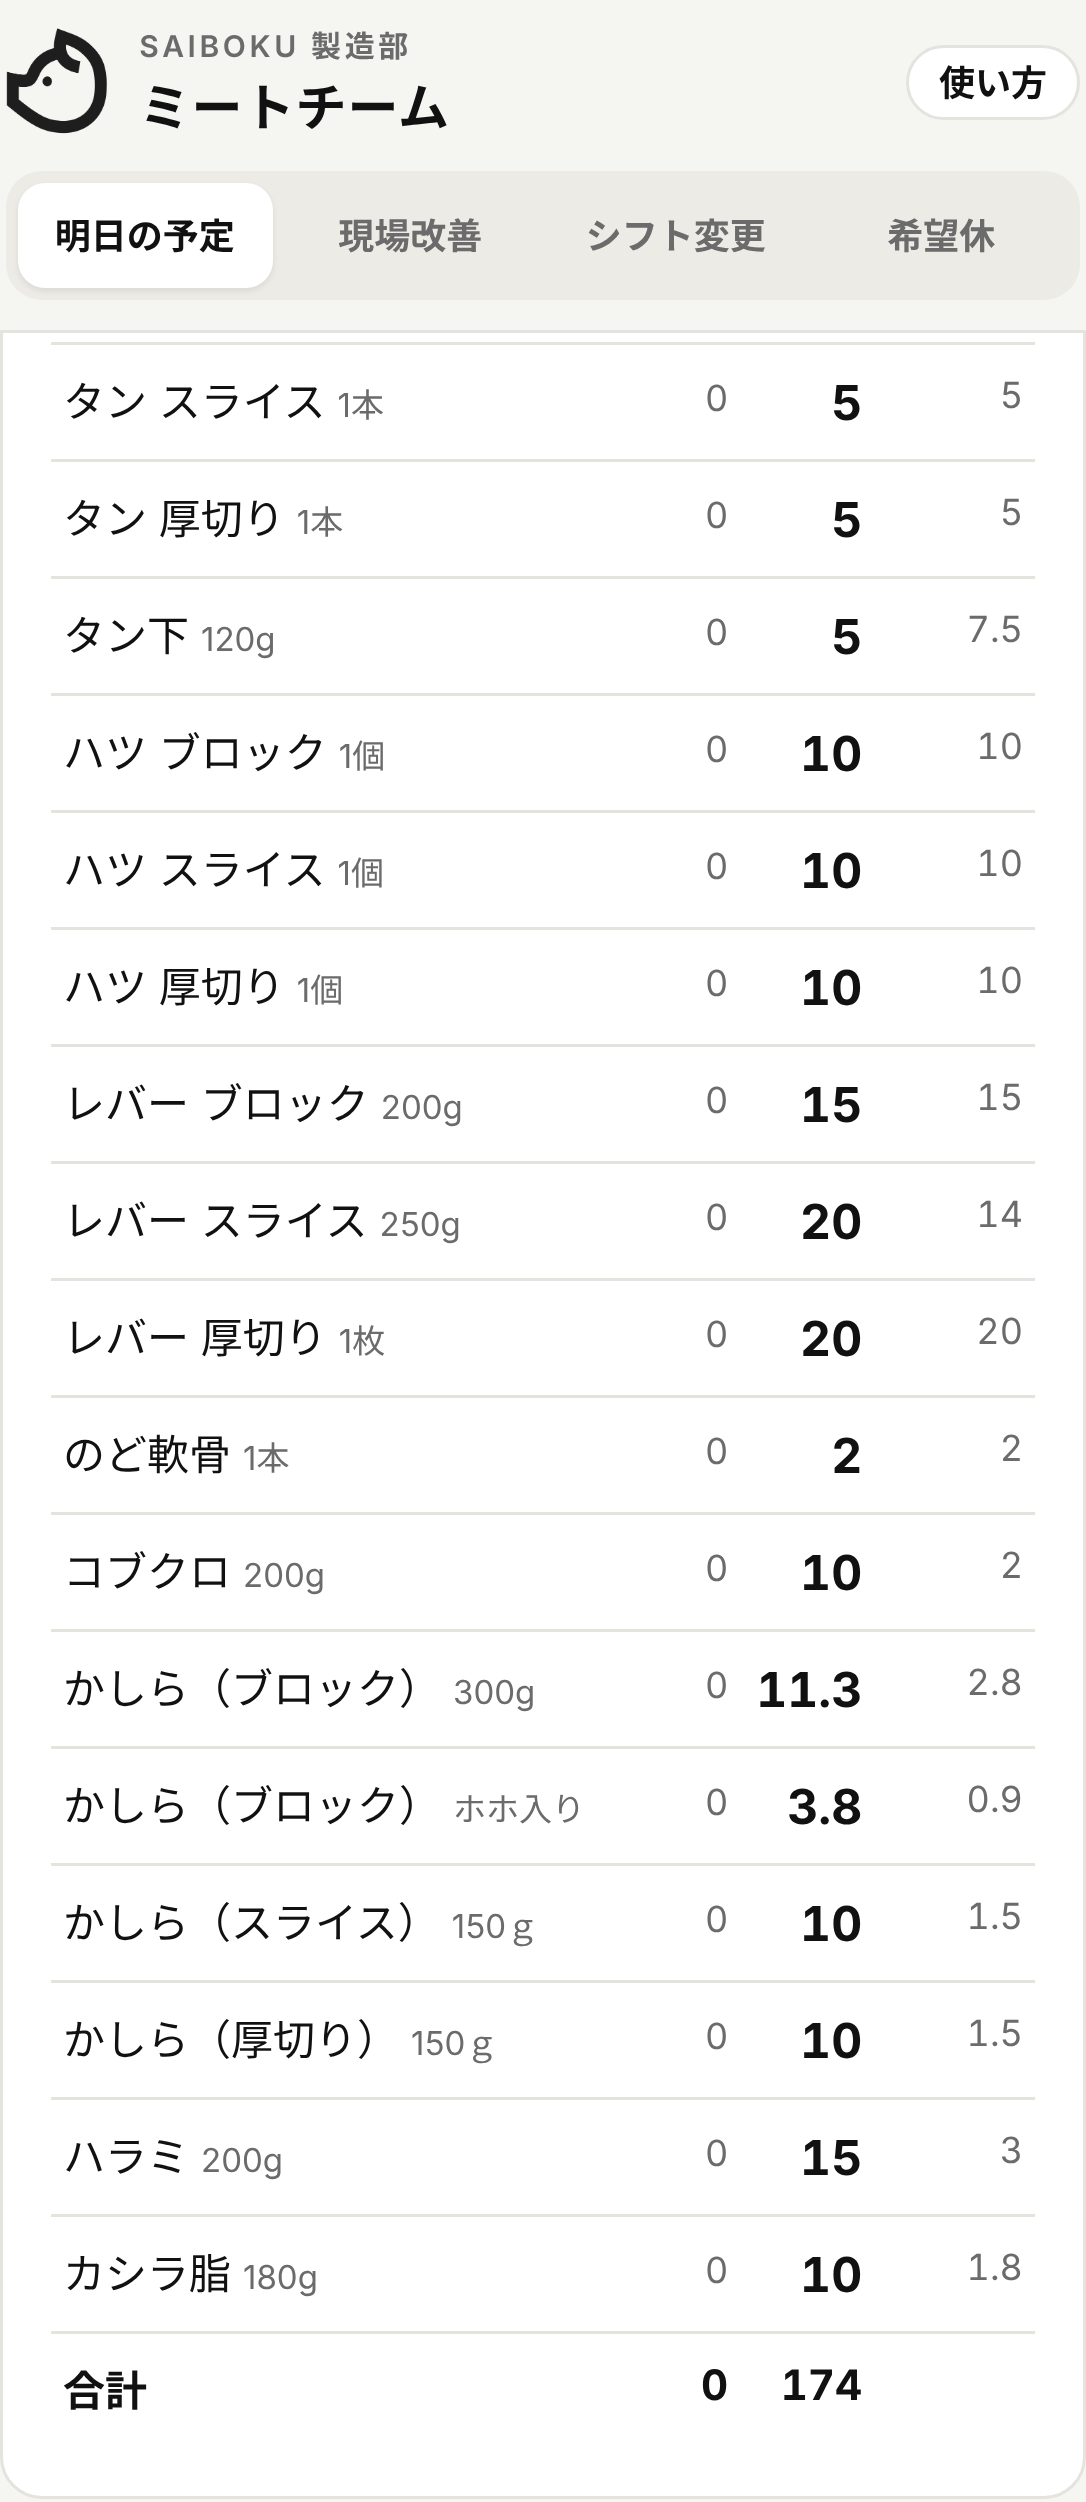 SAIBOKU 製造部
ミートチーム
使い方
明日の予定 現場改善 シフト変更 希望休
タン スライス 1本 0 5 5
タン 厚切り 1本 0 5 5
タン下 120g 0 5 7.5
ハツ ブロック 1個 0 10 10
ハツ スライス 1個 0 10 10
ハツ 厚切り 1個 0 10 10
レバー ブロック 200g 0 15 15
レバー スライス 250g 0 20 14
レバー 厚切り 1枚 0 20 20
のど軟骨 1本 0 2 2
コブクロ 200g 0 10 2
かしら（ブロック） 300g 0 11.3 2.8
かしら（ブロック） ホホ入り 0 3.8 0.9
かしら（スライス） 150ｇ 0 10 1.5
かしら（厚切り） 150ｇ 0 10 1.5
ハラミ 200g 0 15 3
カシラ脂 180g 0 10 1.8
合計 0 174